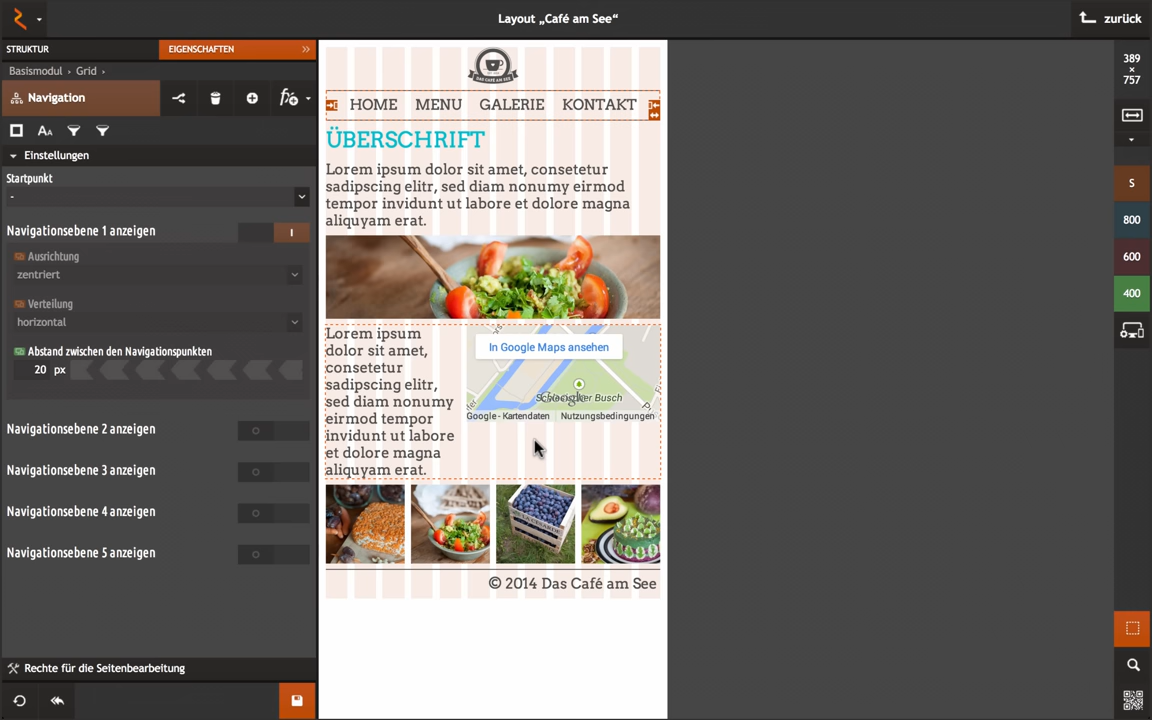 Layout „Café am See“
zurück
STRUKTUR
EIGENSCHAFTEN
Basismodul › Grid ›
Navigation
Einstellungen
Startpunkt
-
Navigationsebene 1 anzeigen
Ausrichtung
zentriert
Verteilung
horizontal
Abstand zwischen den Navigationspunkten
20 px
Navigationsebene 2 anzeigen
Navigationsebene 3 anzeigen
Navigationsebene 4 anzeigen
Navigationsebene 5 anzeigen
Rechte für die Seitenbearbeitung
DAS CAFÉ AM SEE
HOME MENU GALERIE KONTAKT
ÜBERSCHRIFT
Lorem ipsum dolor sit amet, consetetur
sadipscing elitr, sed diam nonumy eirmod
tempor invidunt ut labore et dolore magna
aliquyam erat.
Lorem ipsum
dolor sit amet,
consetetur
sadipscing elitr,
sed diam nonumy
eirmod tempor
invidunt ut labore
et dolore magna
aliquyam erat.
In Google Maps ansehen
Google
Google - Kartendaten
Nutzungsbedingungen
© 2014 Das Café am See
389
×
757
S
800
600
400